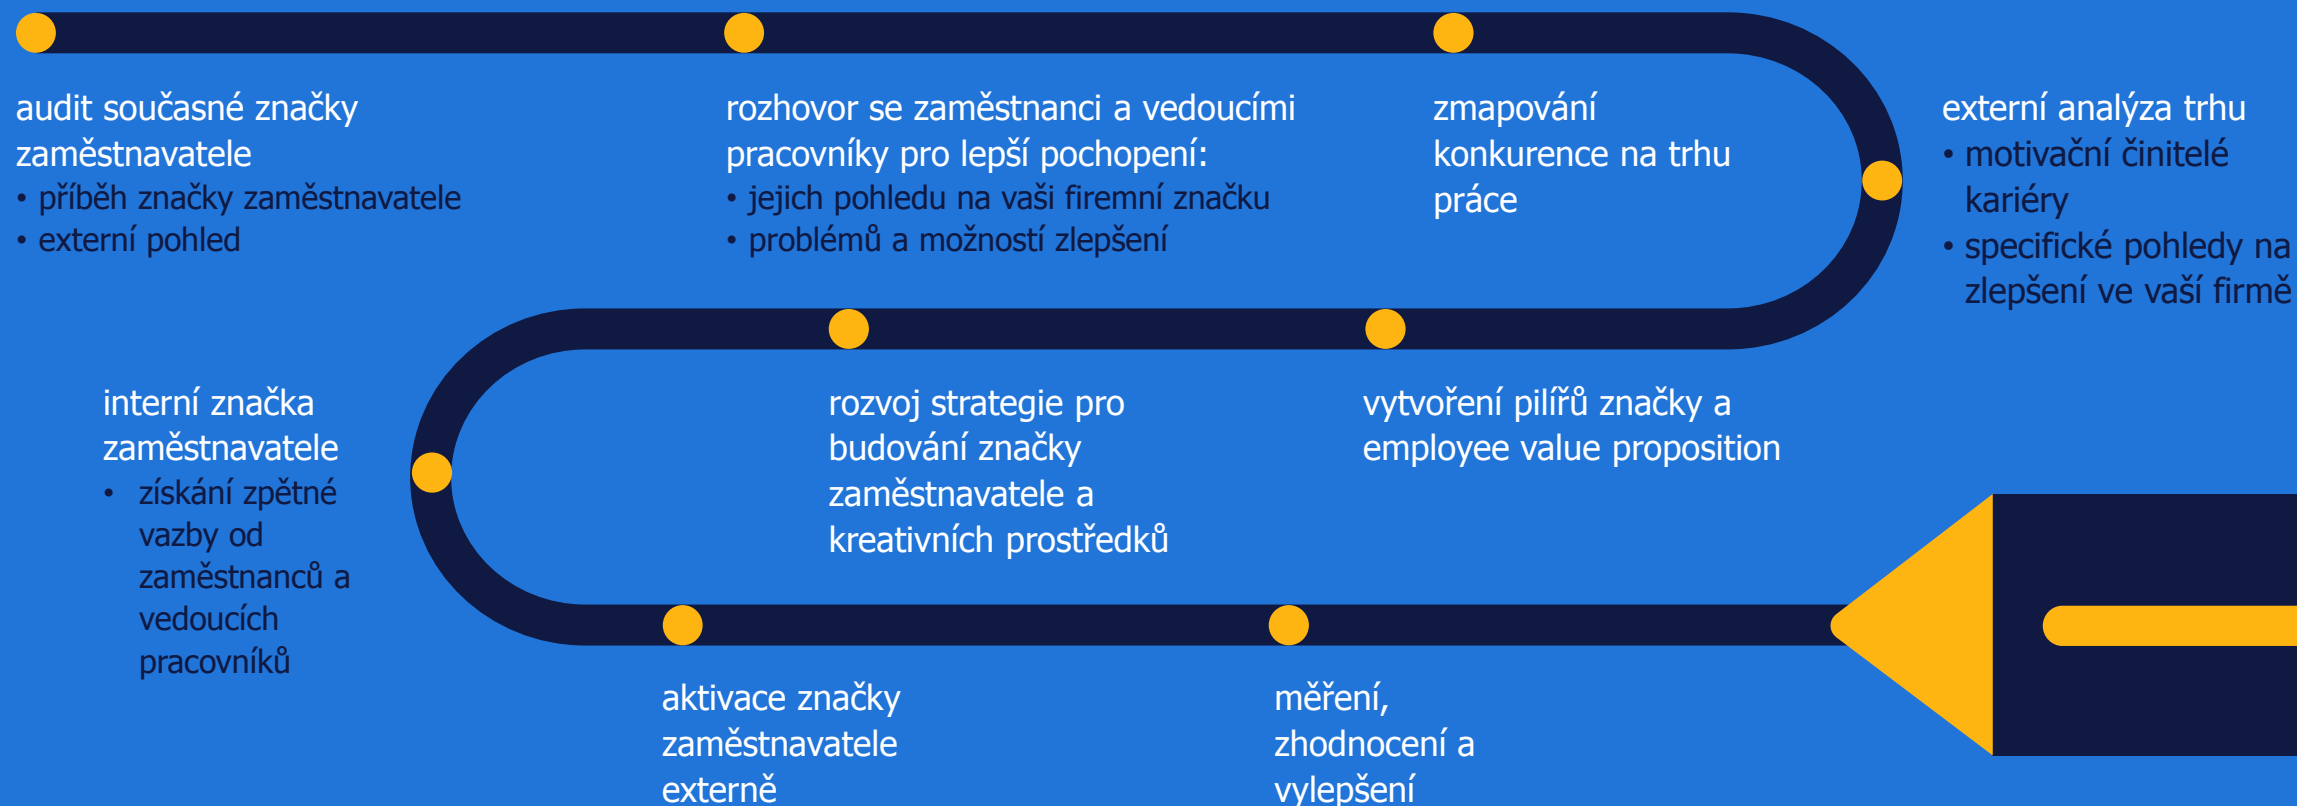 audit současné značky
zaměstnavatele
• příběh značky zaměstnavatele
• externí pohled
rozhovor se zaměstnanci a vedoucími
pracovníky pro lepší pochopení:
• jejich pohledu na vaši firemní značku
• problémů a možností zlepšení
zmapování
konkurence na trhu
práce
externí analýza trhu
• motivační činitelé
kariéry
• specifické pohledy na
zlepšení ve vaší firmě
vytvoření pilířů značky a
employee value proposition
rozvoj strategie pro
budování značky
zaměstnavatele a
kreativních prostředků
interní značka
zaměstnavatele
• získání zpětné
vazby od
zaměstnanců a
vedoucích
pracovníků
aktivace značky
zaměstnavatele
externě
měření,
zhodnocení a
vylepšení